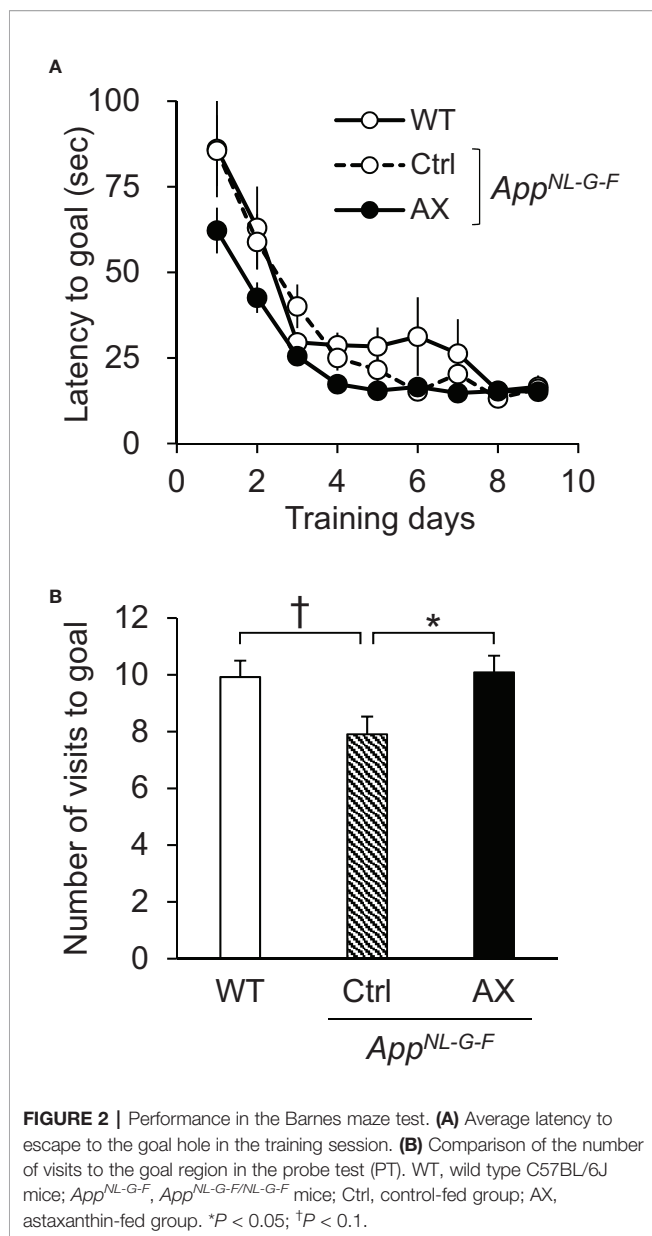 A
Latency to goal (sec)
100
75
50
25
0
WT
Ctrl
AX
App^NL-G-F
0 2 4 6 8 10
Training days
B
Number of visits to goal
12
10
8
6
4
2
0
†
*
WT Ctrl AX
App^NL-G-F
FIGURE 2 | Performance in the Barnes maze test. (A) Average latency to
escape to the goal hole in the training session. (B) Comparison of the number
of visits to the goal region in the probe test (PT). WT, wild type C57BL/6J
mice; App^NL-G-F, App^NL-G-F/NL-G-F mice; Ctrl, control-fed group; AX,
astaxanthin-fed group. *P < 0.05; †P < 0.1.